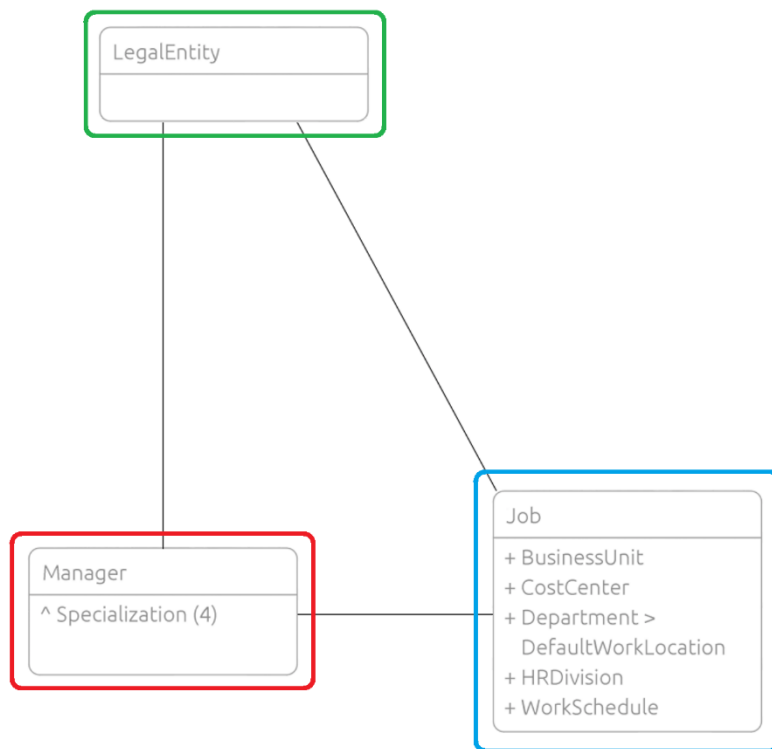 LegalEntity
Job
+ BusinessUnit
+ CostCenter
+ Department >
DefaultWorkLocation
+ HRDivision
+ WorkSchedule
Manager
^ Specialization (4)